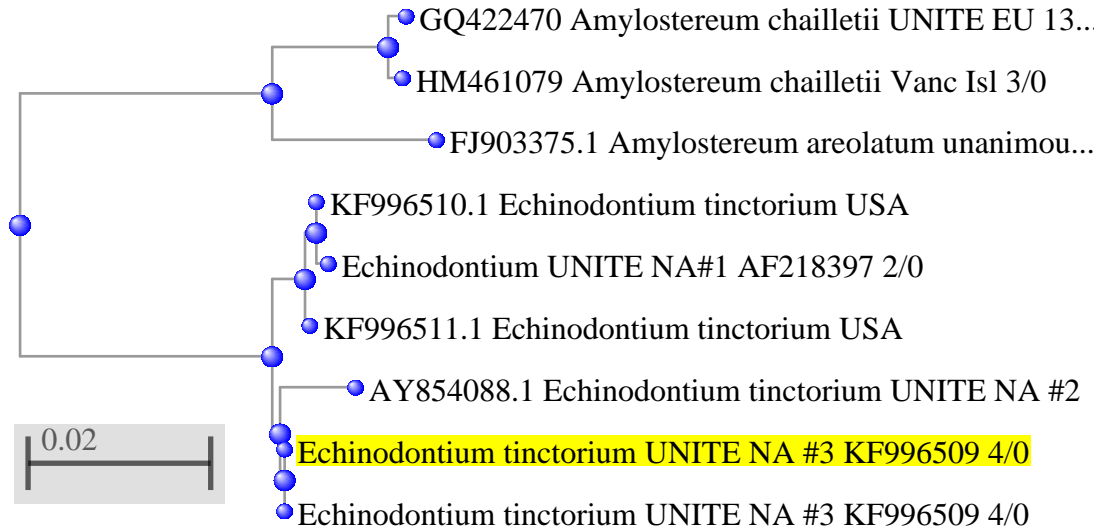 GQ422470 Amylostereum chailletii UNITE EU 13...
HM461079 Amylostereum chailletii Vanc Isl 3/0
FJ903375.1 Amylostereum areolatum unanimou...
KF996510.1 Echinodontium tinctorium USA
Echinodontium UNITE NA#1 AF218397 2/0
KF996511.1 Echinodontium tinctorium USA
AY854088.1 Echinodontium tinctorium UNITE NA #2
0.02
Echinodontium tinctorium UNITE NA #3 KF996509 4/0
Echinodontium tinctorium UNITE NA #3 KF996509 4/0